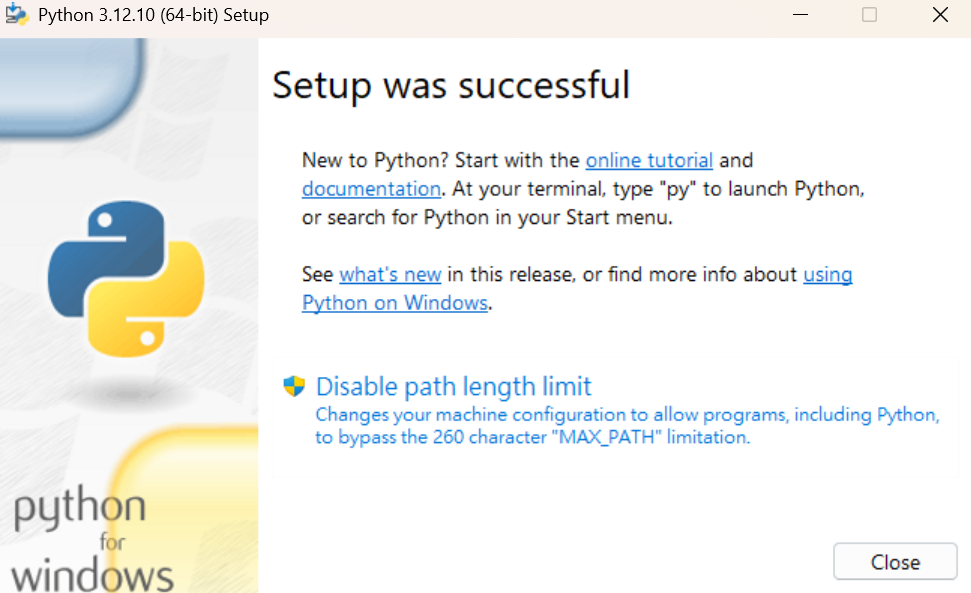 Python 3.12.10 (64-bit) Setup
Setup was successful
New to Python? Start with the online tutorial and
documentation. At your terminal, type "py" to launch Python,
or search for Python in your Start menu.
See what's new in this release, or find more info about using
Python on Windows.
Disable path length limit
Changes your machine configuration to allow programs, including Python,
to bypass the 260 character "MAX_PATH" limitation.
python
for
windows
Close